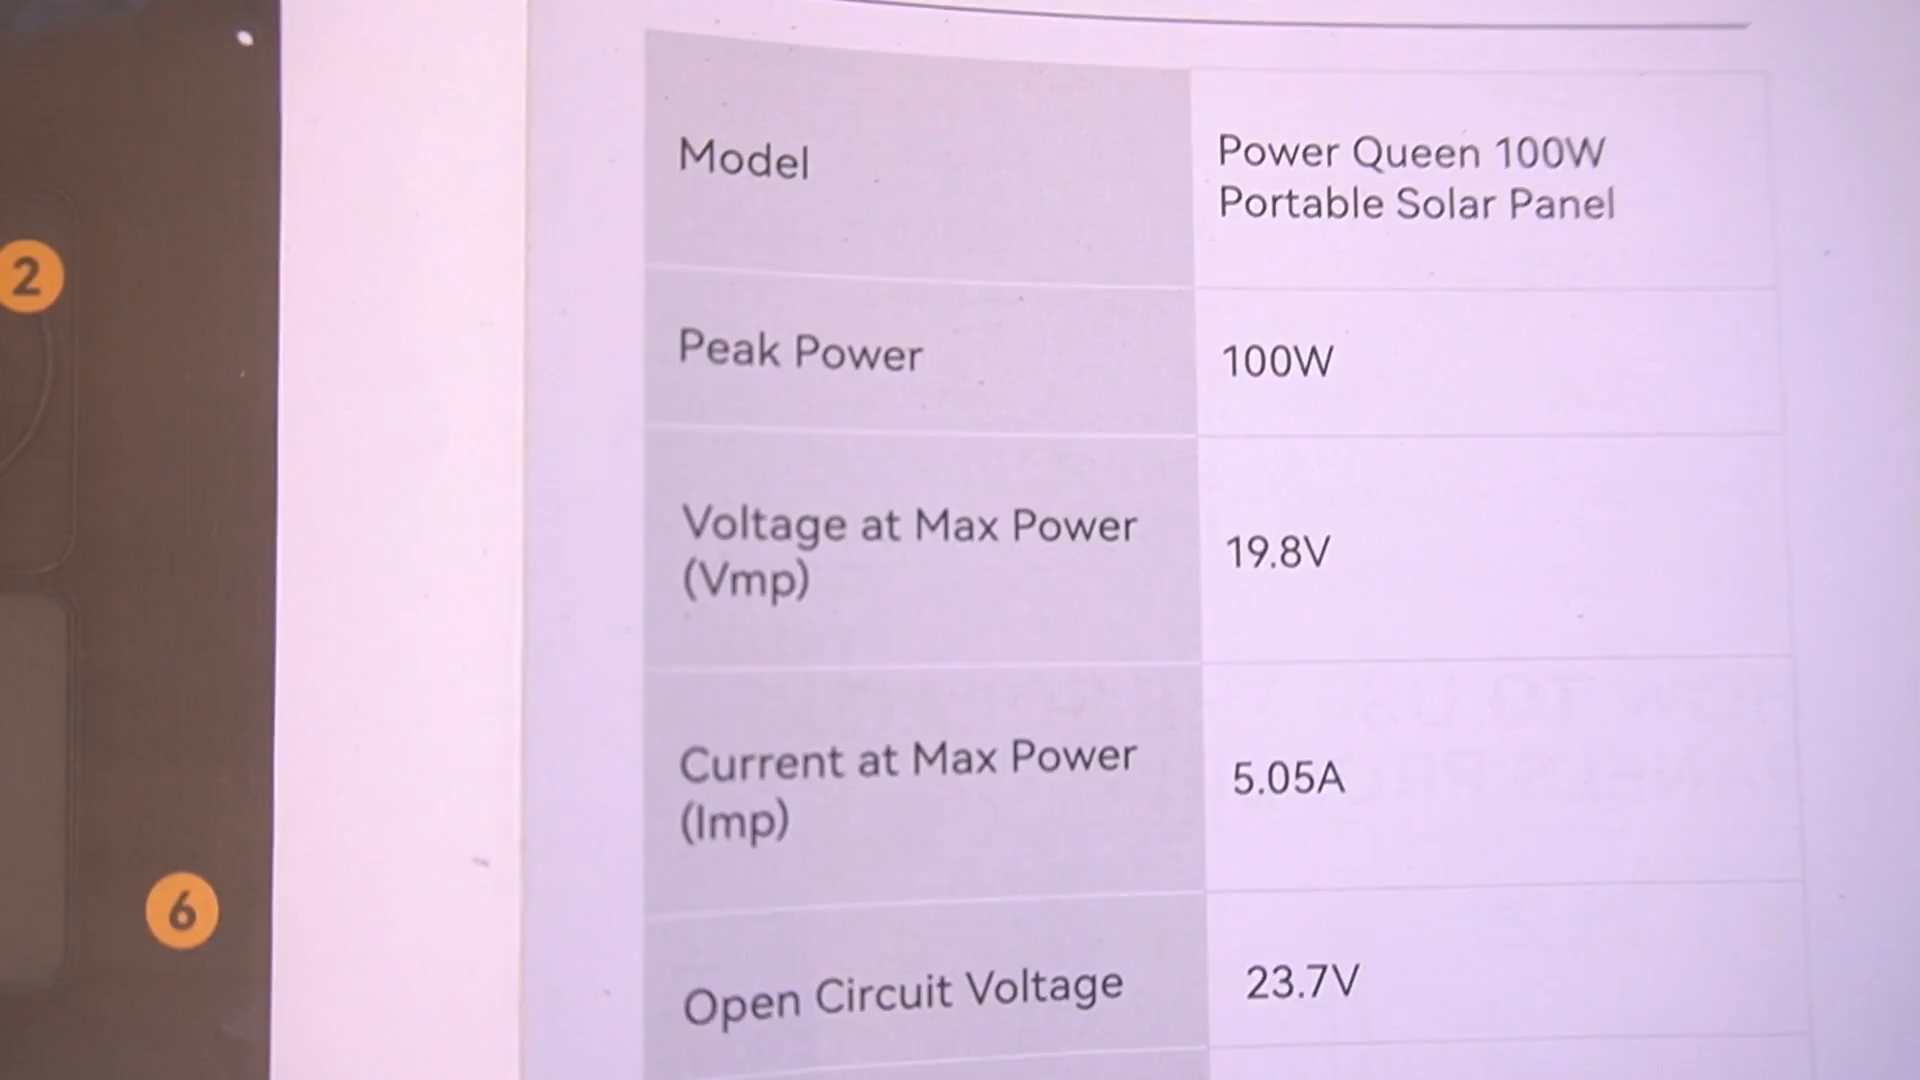 Model
Power Queen 100W
Portable Solar Panel
Peak Power
100W
Voltage at Max Power
(Vmp)
19.8V
Current at Max Power
(Imp)
5.05A
Open Circuit Voltage
23.7V
2
6